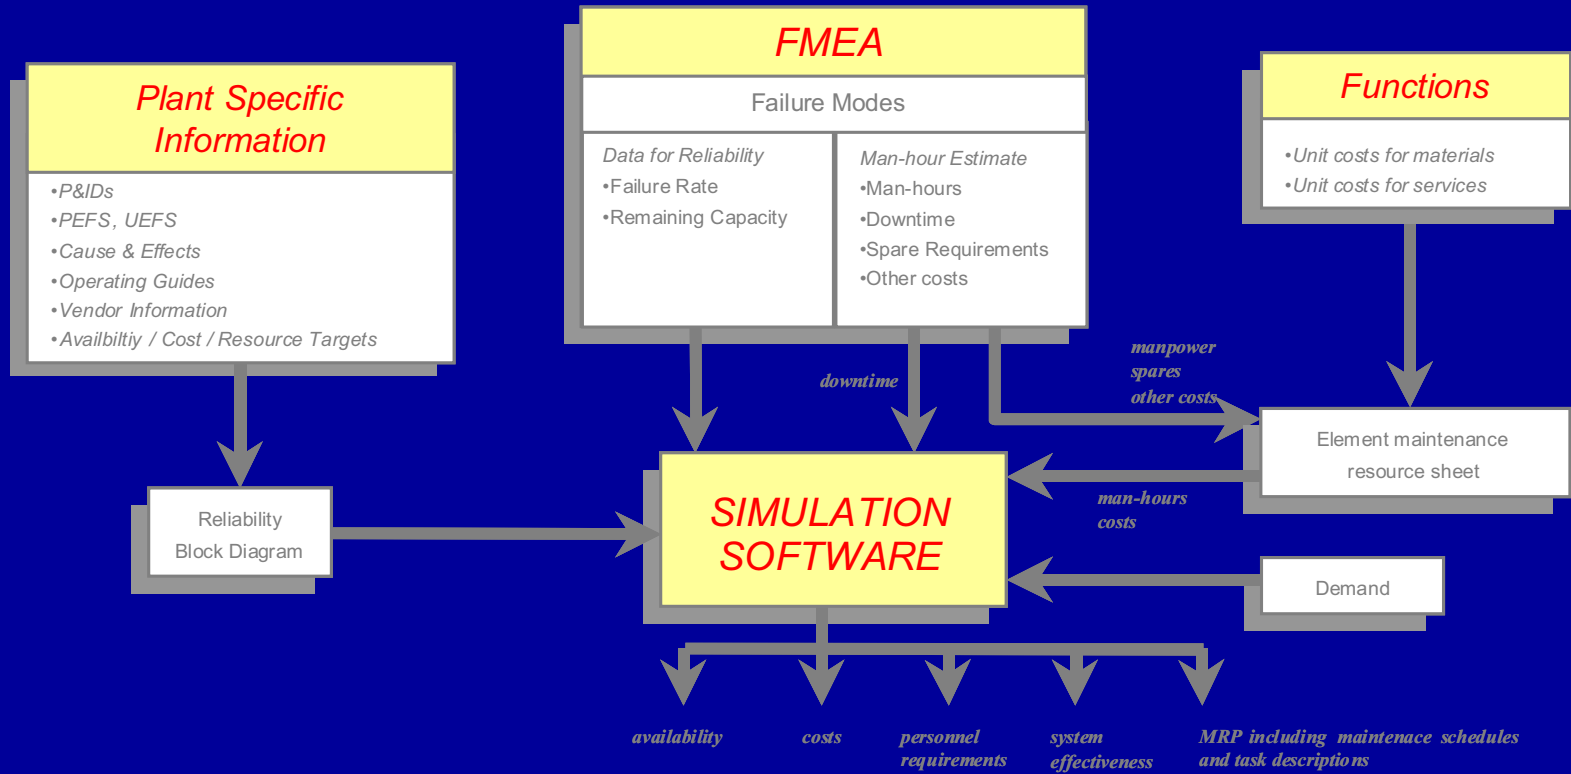 Plant Specific
Information
•P&IDs
•PEFS, UEFS
•Cause & Effects
•Operating Guides
•Vendor Information
•Availbiltiy / Cost / Resource Targets
Reliability
Block Diagram
FMEA
Failure Modes
Data for Reliability
•Failure Rate
•Remaining Capacity
Man-hour Estimate
•Man-hours
•Downtime
•Spare Requirements
•Other costs
Functions
•Unit costs for materials
•Unit costs for services
downtime
manpower
spares
other costs
Element maintenance
resource sheet
man-hours
costs
SIMULATION
SOFTWARE
Demand
availability
costs
personnel
requirements
system
effectiveness
MRP including maintenace schedules
and task descriptions